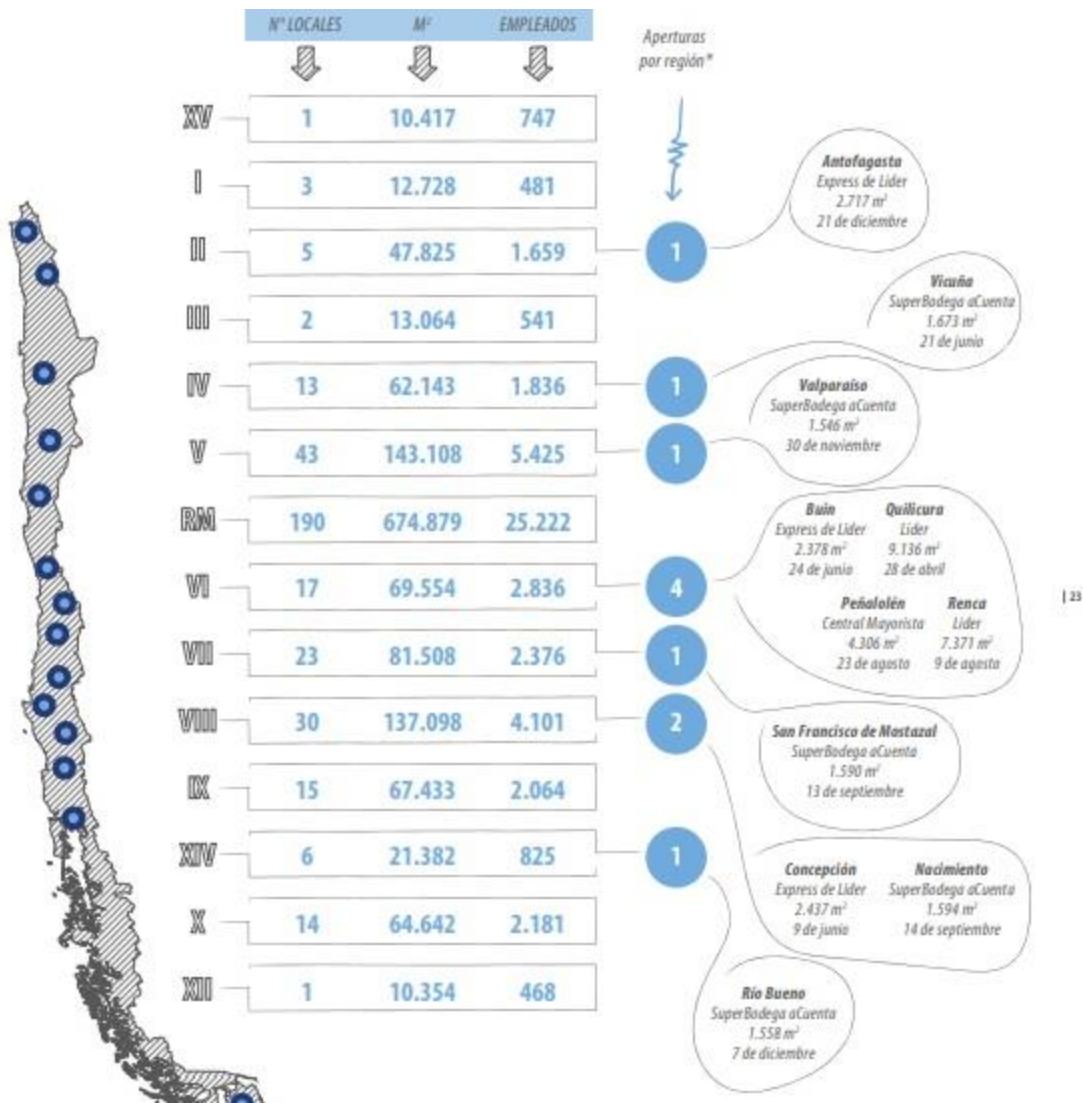 N° LOCALES M² EMPLEADOS
Aperturas
por región*
XV 1 10.417 747
I 3 12.728 481
II 5 47.825 1.659 1
III 2 13.064 541
IV 13 62.143 1.836 1
V 43 143.108 5.425 1
RM 190 674.879 25.222
VI 17 69.554 2.836 4
VII 23 81.508 2.376 1
VIII 30 137.098 4.101 2
IX 15 67.433 2.064
XIV 6 21.382 825 1
X 14 64.642 2.181
XII 1 10.354 468
Antofagasta
Express de Lider
2.717 m²
21 de diciembre
Vicuña
SuperBodega aCuenta
1.673 m²
21 de junio
Valparaíso
SuperBodega aCuenta
1.546 m²
30 de noviembre
Buin
Express de Lider
2.378 m²
24 de junio
Quilicura
Lider
9.136 m²
28 de abril
Peñalolén
Central Mayorista
4.306 m²
23 de agosto
Renca
Lider
7.371 m²
9 de agosto
San Francisco de Mostazal
SuperBodega aCuenta
1.590 m²
13 de septiembre
Concepción
Express de Lider
2.437 m²
9 de junio
Nacimiento
SuperBodega aCuenta
1.594 m²
14 de septiembre
Río Bueno
SuperBodega aCuenta
1.558 m²
7 de diciembre
| 23